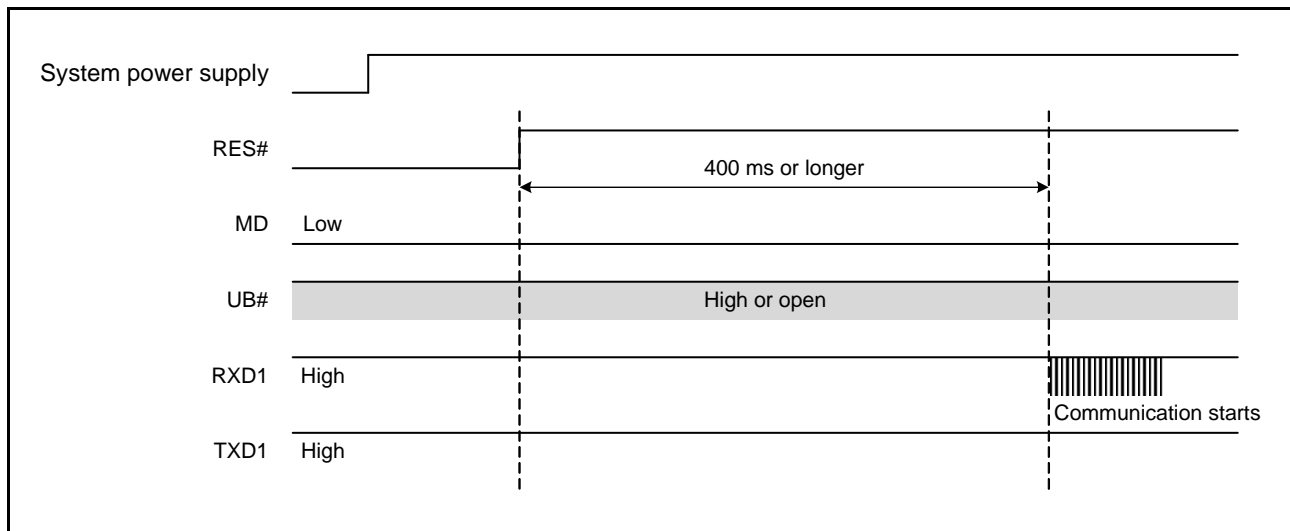 System power supply
RES#
400 ms or longer
MD Low
UB# High or open
RXD1 High
Communication starts
TXD1 High